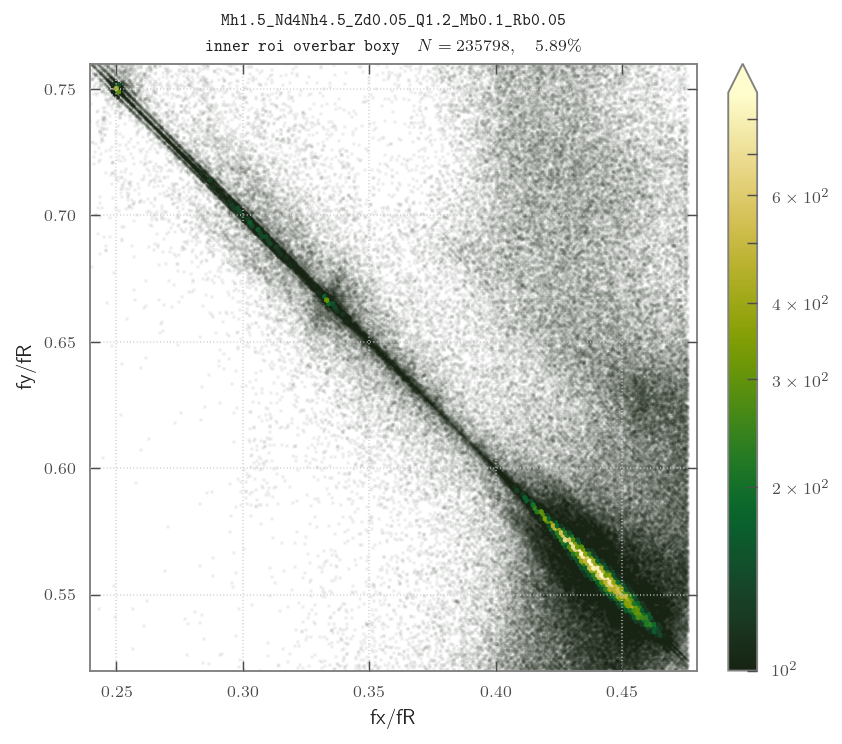 Mh1.5_Nd4Nh4.5_Zd0.05_Q1.2_Mb0.1_Rb0.05
inner roi overbar boxy N = 235798, 5.89%
0.75
0.70
0.65
0.60
0.55
fy/fR
0.25 0.30 0.35 0.40 0.45
fx/fR
6 × 10²
4 × 10²
3 × 10²
2 × 10²
10²